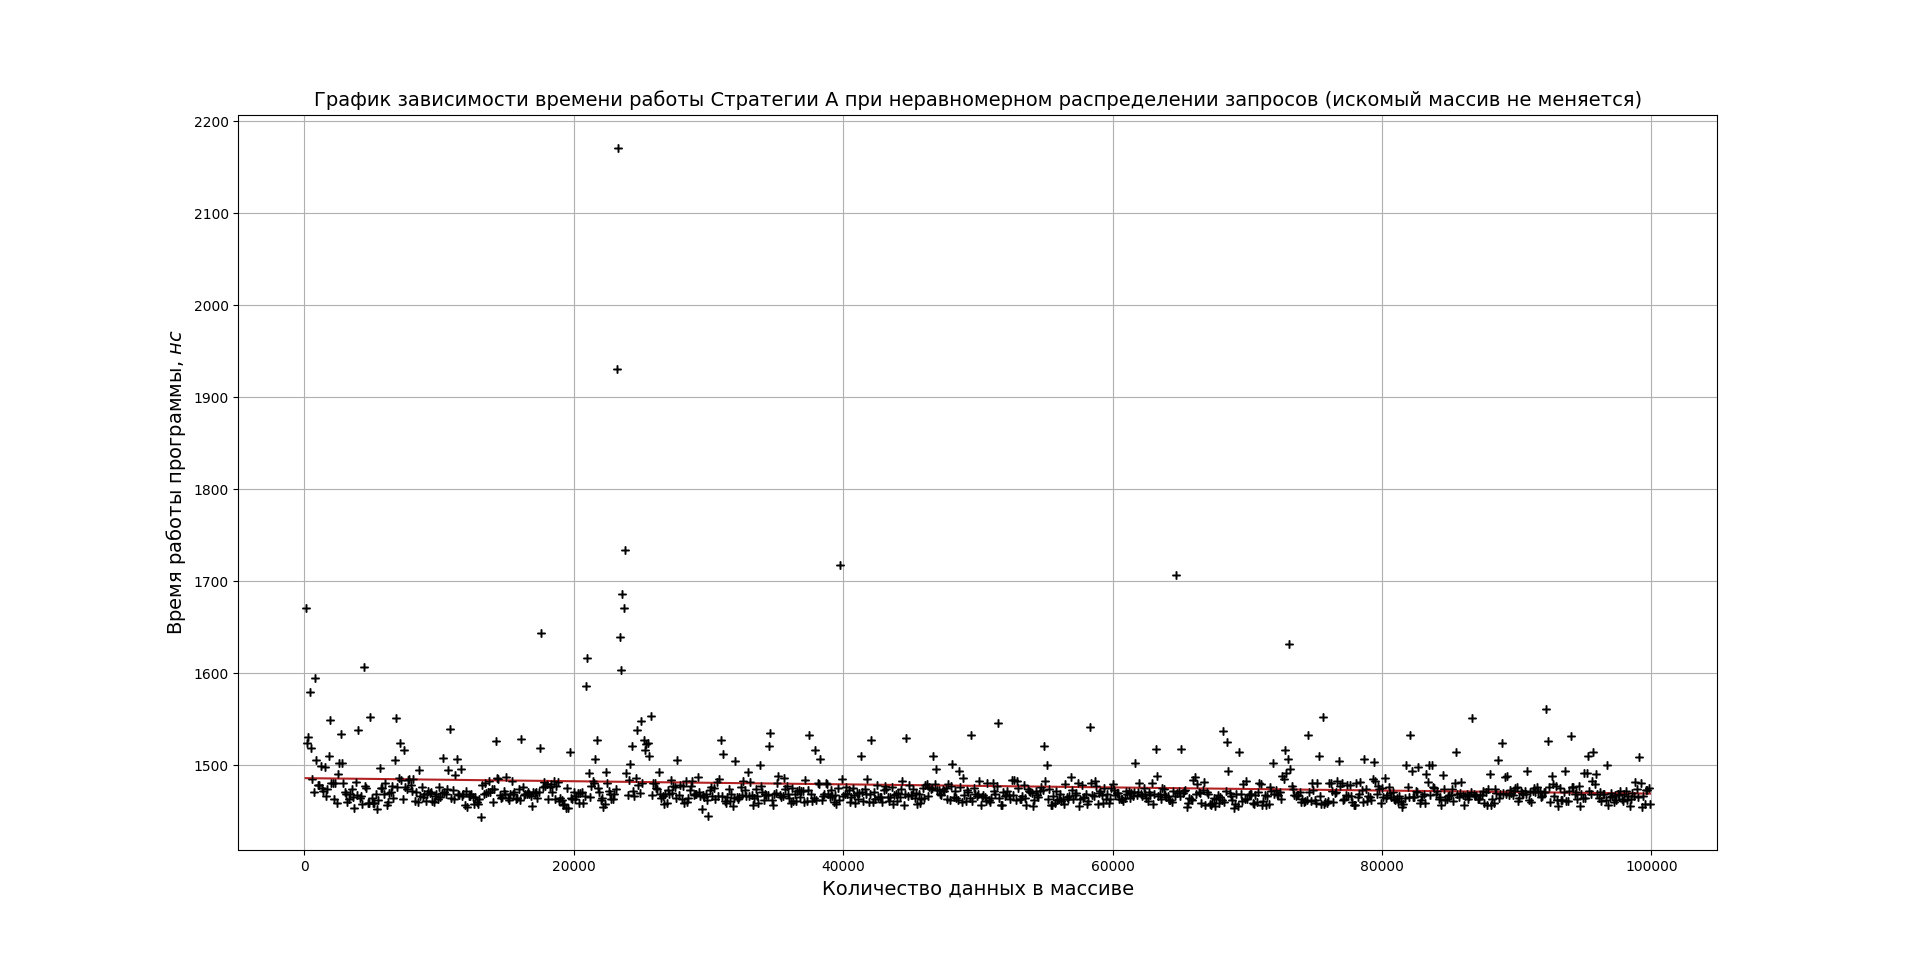 График зависимости времени работы Стратегии A при неравномерном распределении запросов (искомый массив не меняется)
2200
2100
2000
1900
1800
1700
1600
1500
Время работы программы, нс
0 20000 40000 60000 80000 100000
Количество данных в массиве